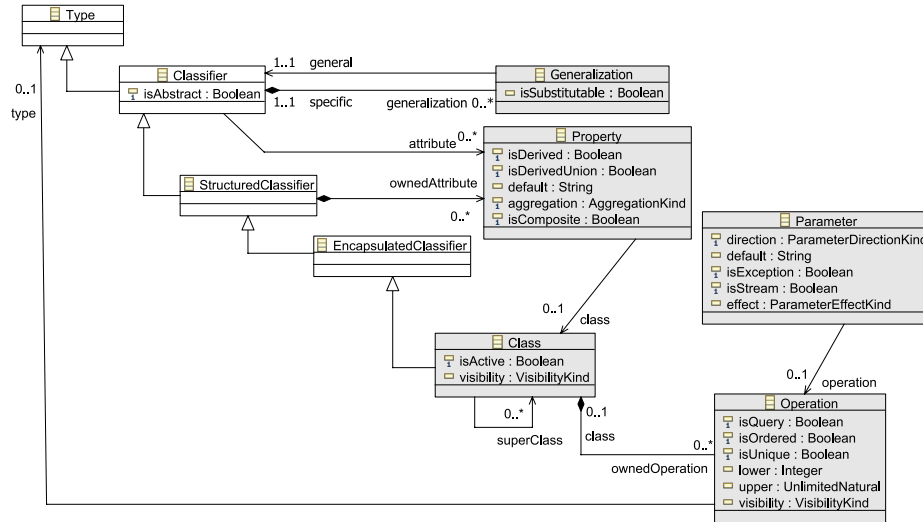 Type
0..1
type
Classifier
isAbstract : Boolean
1..1 general
1..1 specific
generalization 0..*
Generalization
isSubstitutable : Boolean
attribute
0..*
Property
isDerived : Boolean
isDerivedUnion : Boolean
default : String
aggregation : AggregationKind
isComposite : Boolean
StructuredClassifier
ownedAttribute
0..*
EncapsulatedClassifier
Parameter
direction : ParameterDirectionKind
default : String
isException : Boolean
isStream : Boolean
effect : ParameterEffectKind
0..1
class
Class
isActive : Boolean
visibility : VisibilityKind
0..*
superClass
0..1
class
0..*
ownedOperation
0..1
operation
Operation
isQuery : Boolean
isOrdered : Boolean
isUnique : Boolean
lower : Integer
upper : UnlimitedNatural
visibility : VisibilityKind